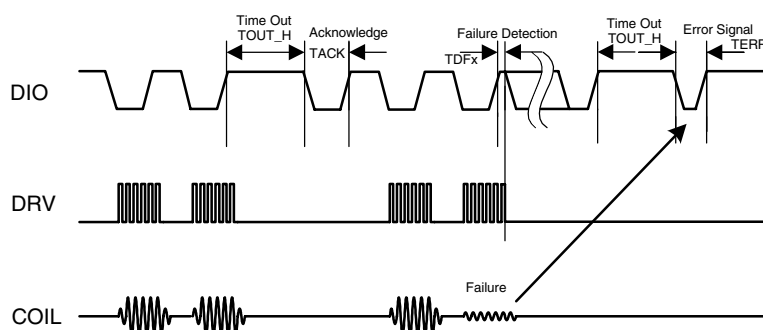 Time Out
TOUT_H
Acknowledge
TACK
Failure Detection
TDFx
Time Out
TOUT_H
Error Signal
TERR
DIO
DRV
COIL
Failure